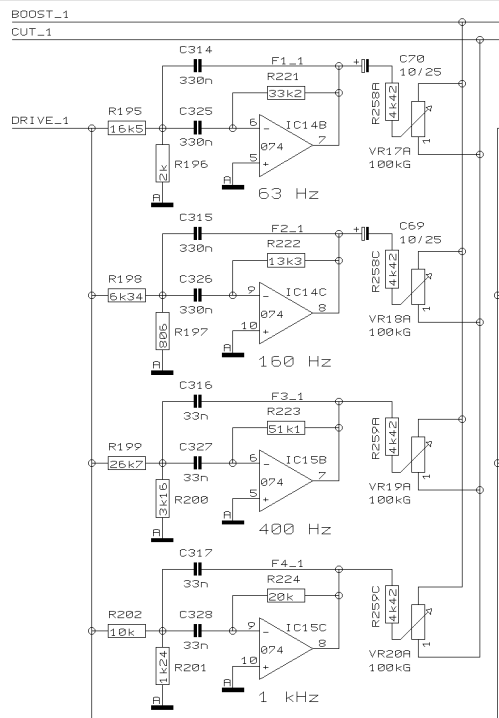 BOOST_1
CUT_1
C314
330n
F1_1
C70
10/25
R221
33k2
R258A
4k42
DRIVE_1
R195
16k5
C325
330n
6
5
IC14B
7
074
R196
2k
A
A
VR17A
100kG
1
63 Hz
C315
330n
F2_1
C69
10/25
R222
13k3
R258C
4k42
R198
6k34
C326
330n
9
10
IC14C
8
074
R197
806
A
A
VR18A
100kG
1
160 Hz
C316
33n
F3_1
R223
51k1
R259A
4k42
R199
26k7
C327
33n
6
5
IC15B
7
074
R200
3k16
A
A
VR19A
100kG
1
400 Hz
C317
33n
F4_1
R224
20k
R259C
4k42
R202
10k
C328
33n
9
10
IC15C
8
074
R201
1k24
A
A
VR20A
100kG
1
1 kHz